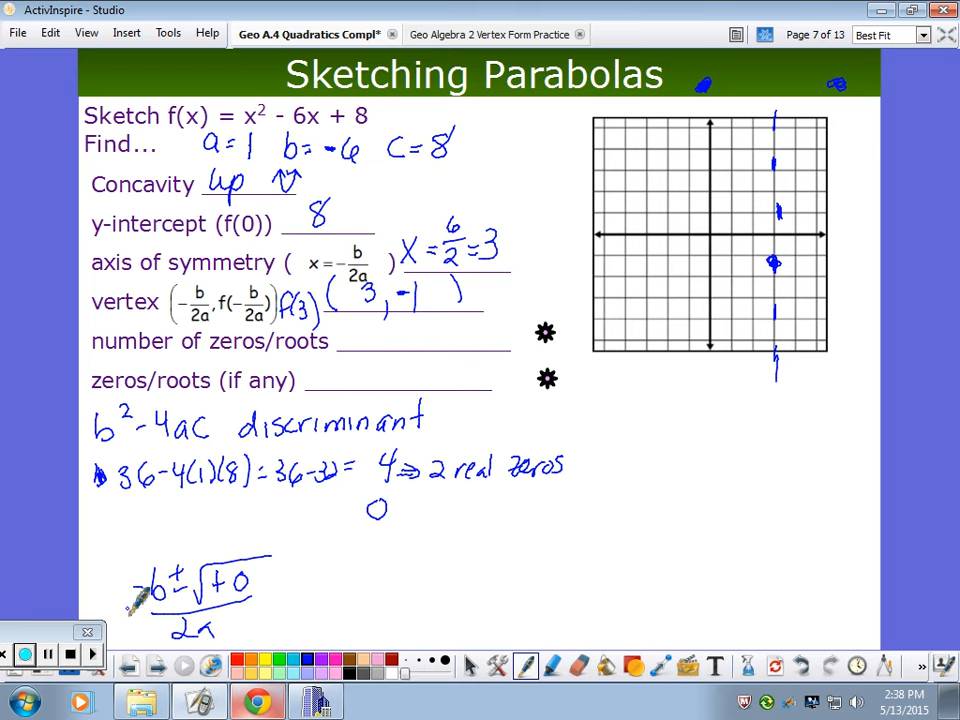 ActivInspire - Studio
File Edit View Insert Tools Help Geo A.4 Quadratics Compl* Geo Algebra 2 Vertex Form Practice Page 7 of 13 Best Fit
Sketching Parabolas
Sketch f(x) = x² - 6x + 8
Find... a = 1 b = -6 c = 8
Concavity up
y-intercept (f(0)) 8
axis of symmetry ( x = - b/2a ) x = 6/2 = 3
vertex (- b/2a, f(- b/2a)) f(3) (3, -1)
number of zeros/roots
zeros/roots (if any)
b² - 4ac discriminant
36 - 4(1)(8) = 36 - 32 = 4 ⇒ 2 real zeros
0
-b ± √+0
2a
2:38 PM
5/13/2015